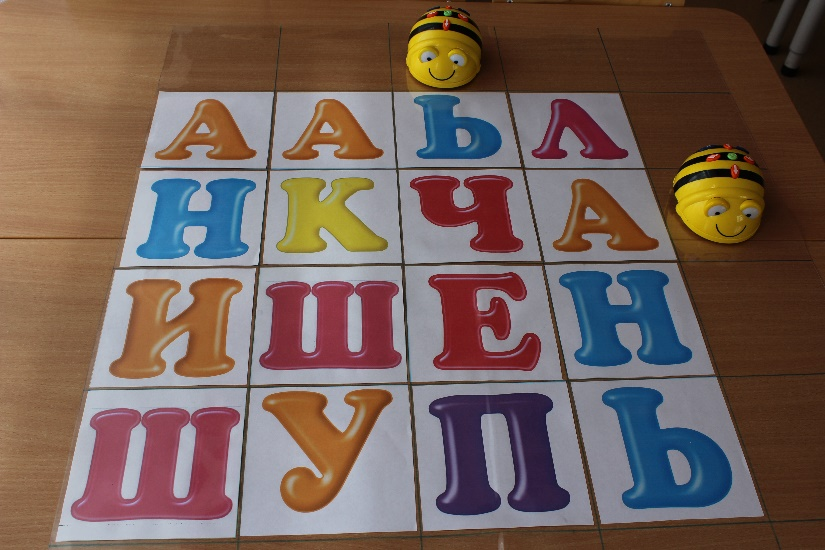 А А Ь Л
Н К Ч А
И Ш Е Н
Ш У П Ь